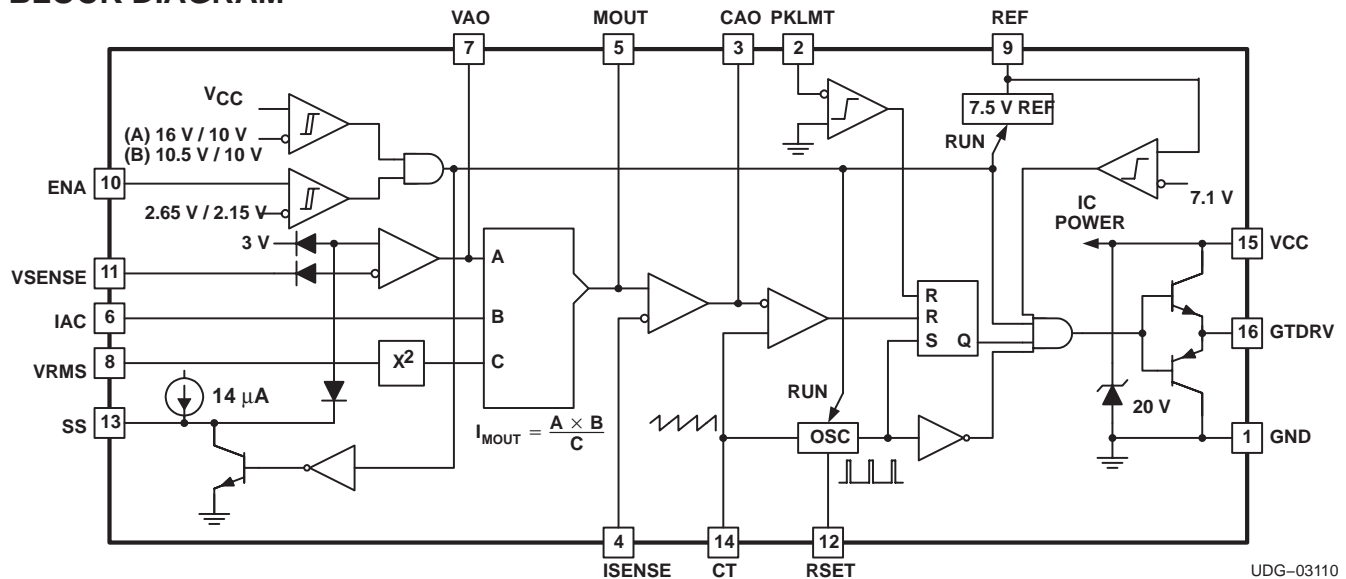 BLOCK DIAGRAM
VAO
MOUT
CAO
PKLMT
REF
7
5
3
2
9
VCC
(A) 16 V / 10 V
(B) 10.5 V / 10 V
7.5 V REF
RUN
ENA
10
2.65 V / 2.15 V
7.1 V
IC
POWER
3 V
15
VCC
VSENSE
11
A
IAC
6
B
R
R
S
Q
16
GTDRV
VRMS
8
X²
C
14 μA
RUN
20 V
SS
13
I_MOUT = A × B / C
OSC
1
GND
4
14
12
ISENSE
CT
RSET
UDG–03110